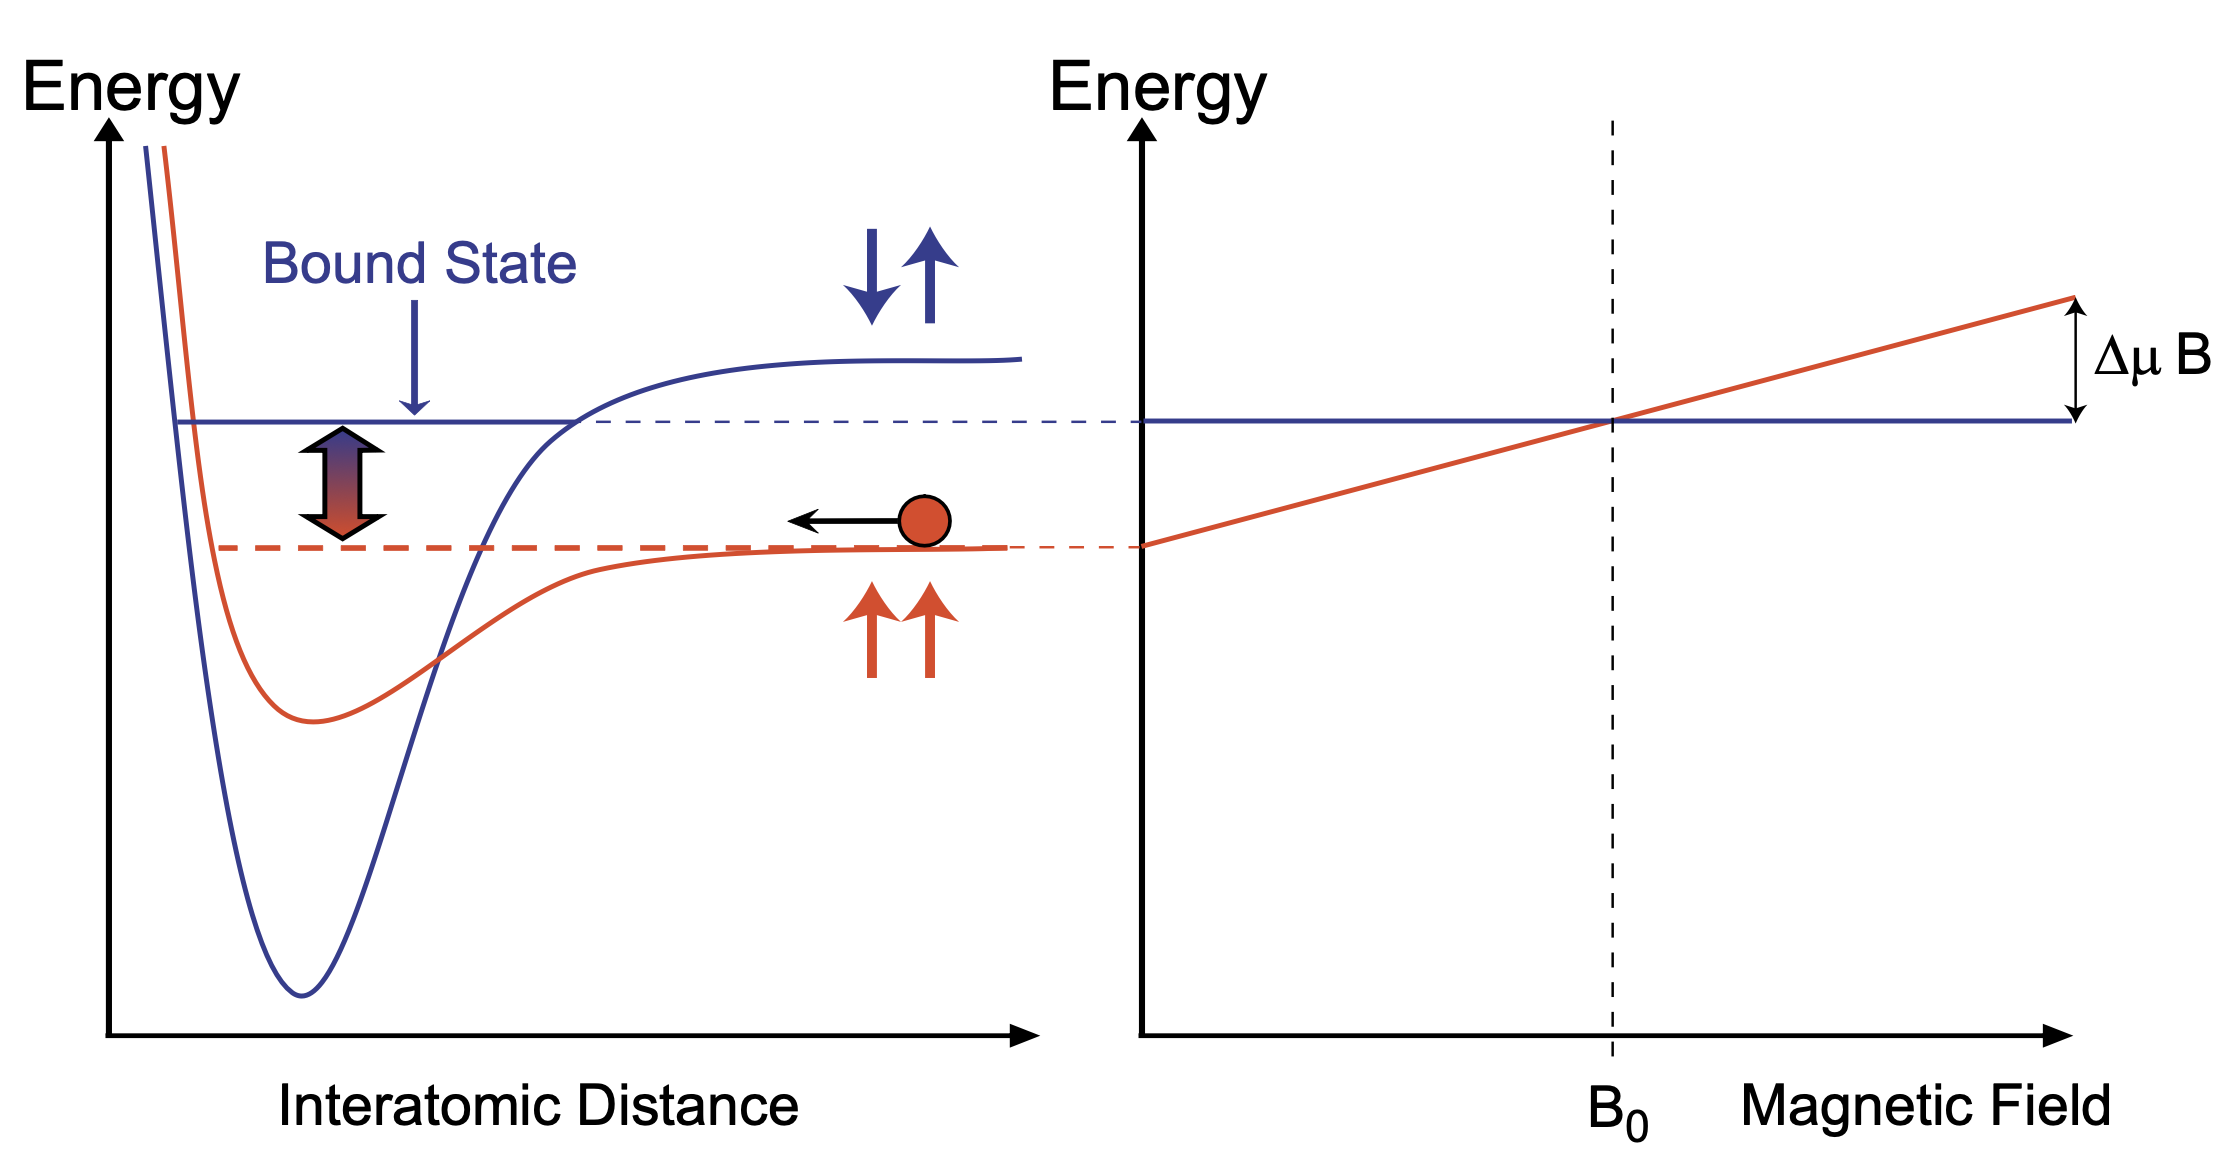 Energy
Bound State
Interatomic Distance
Energy
Δμ B
B₀
Magnetic Field